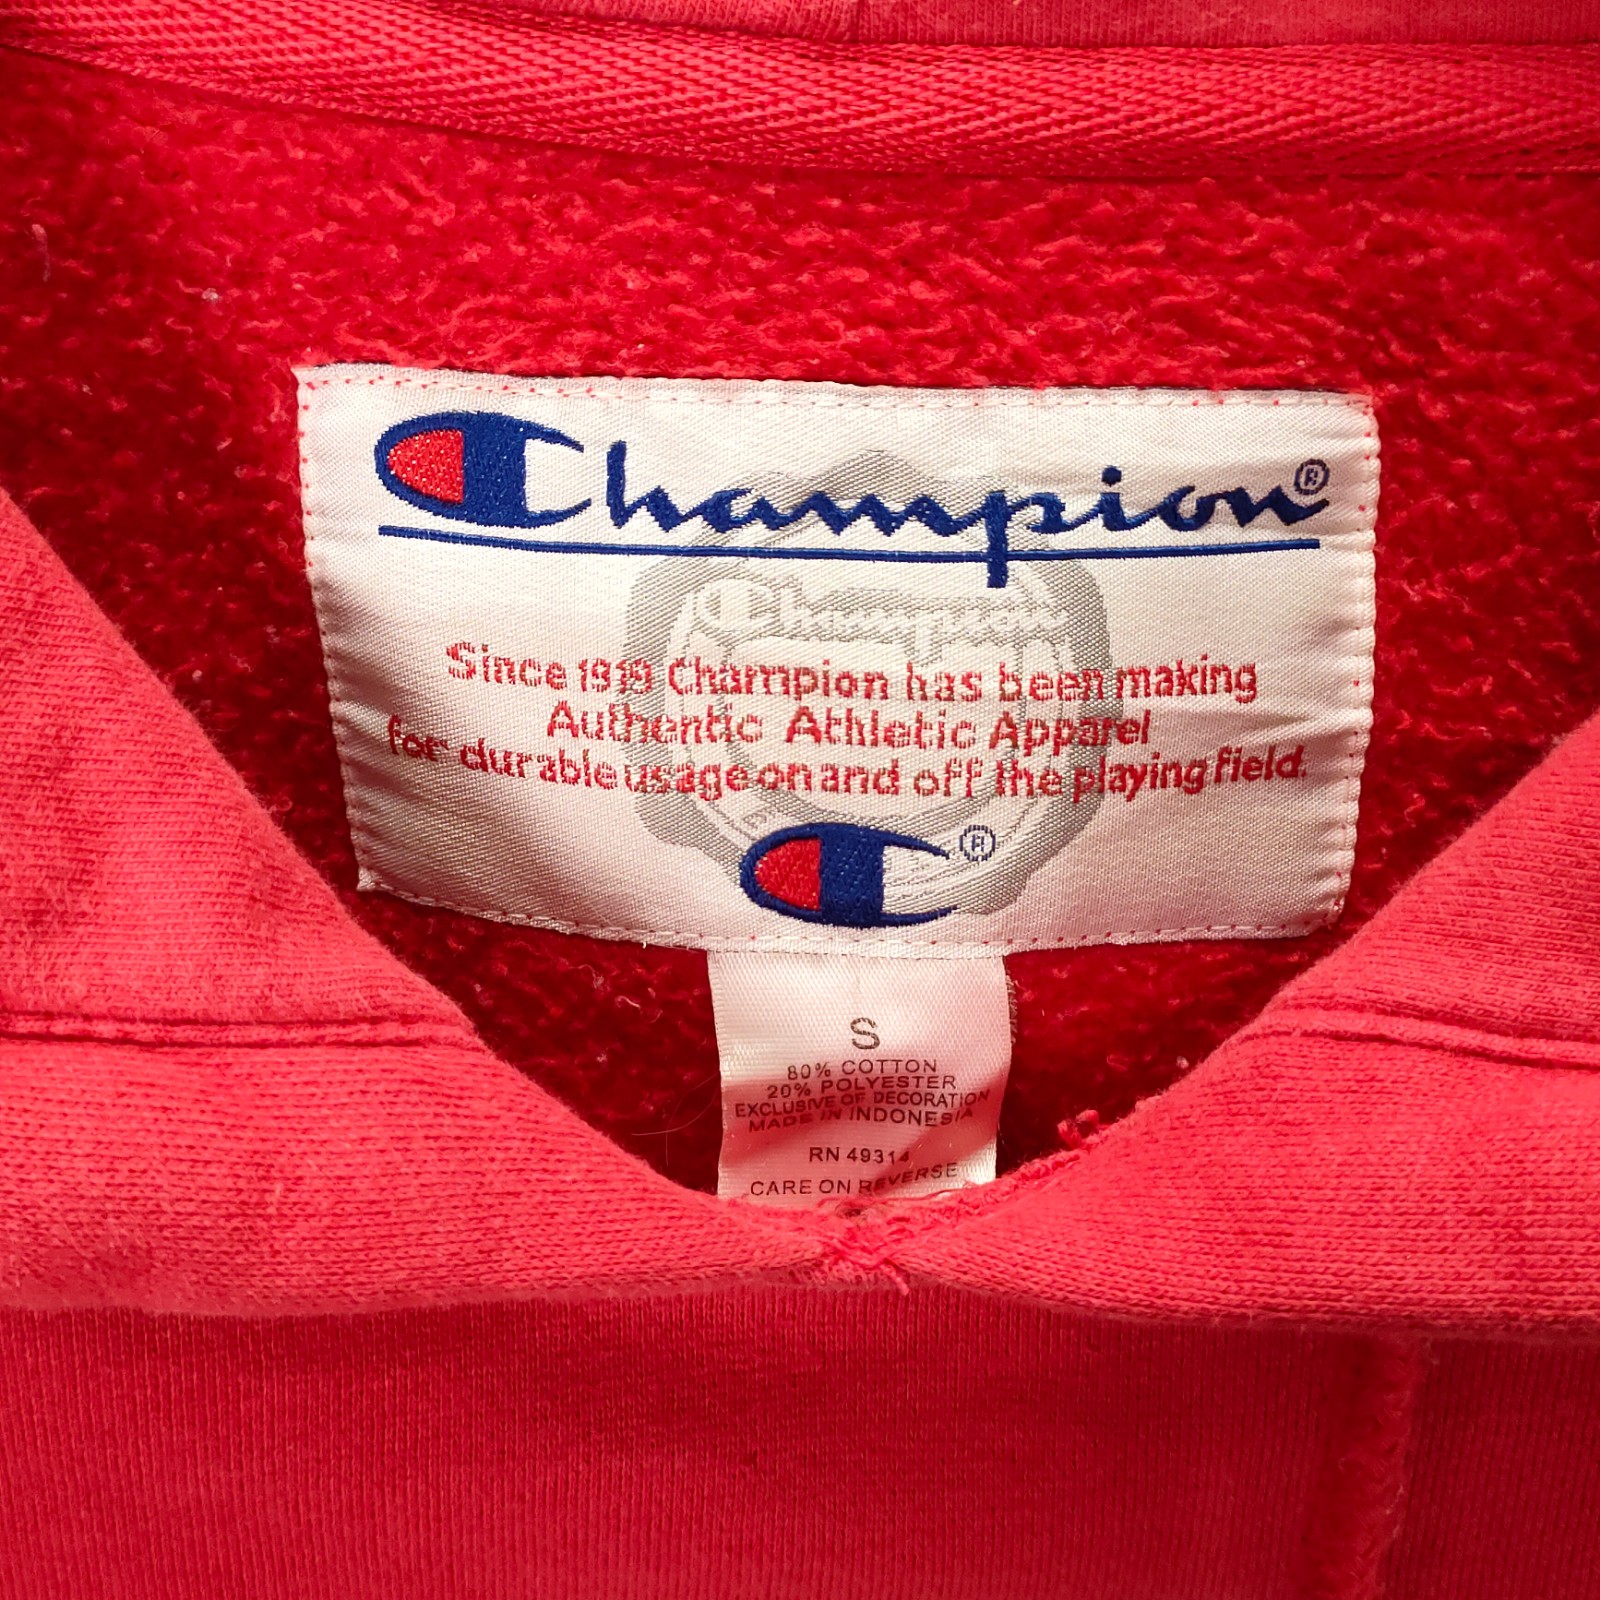 Champion®
Champion
Since 1919 Champion has been making
Authentic Athletic Apparel
for durable usage on and off the playing field.
®
S
80% COTTON
20% POLYESTER
EXCLUSIVE OF DECORATION
MADE IN INDONESIA
RN 49314
CARE ON REVERSE